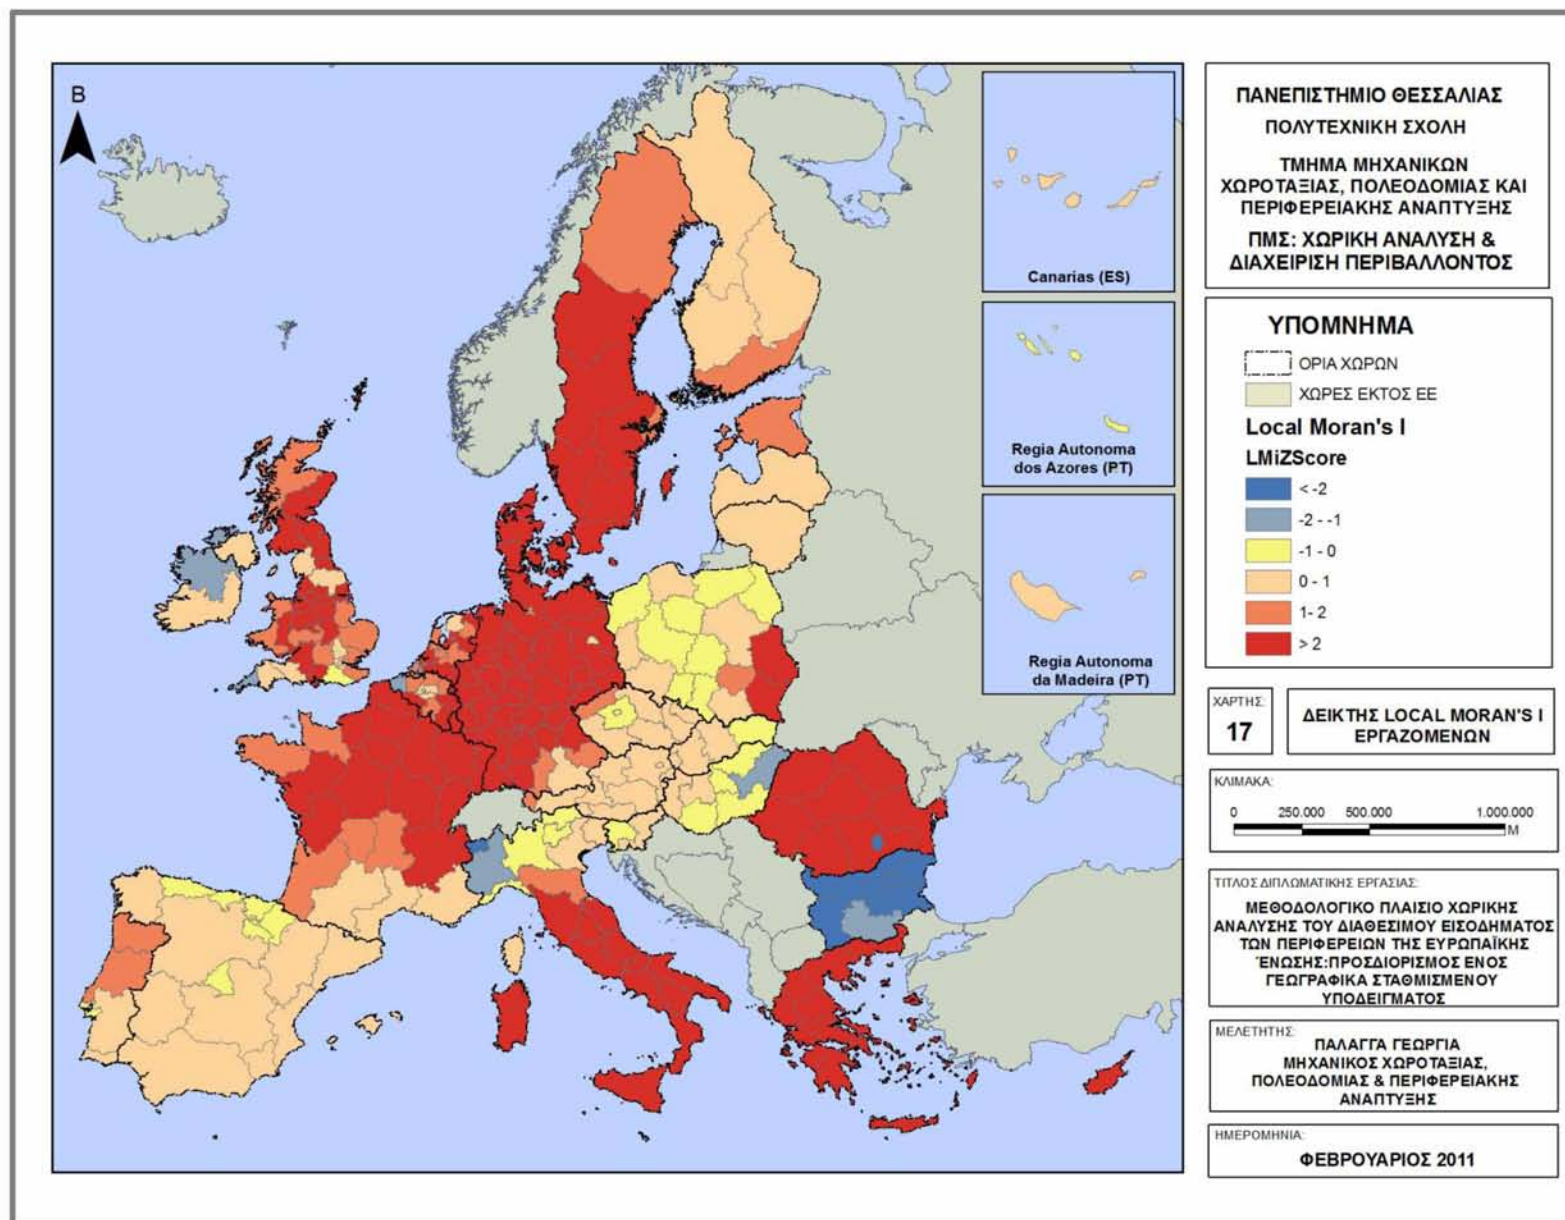 B
Canarias (ES)
Regia Autonoma
dos Azores (PT)
Regia Autonoma
da Madeira (PT)
ΠΑΝΕΠΙΣΤΗΜΙΟ ΘΕΣΣΑΛΙΑΣ
ΠΟΛΥΤΕΧΝΙΚΗ ΣΧΟΛΗ
ΤΜΗΜΑ ΜΗΧΑΝΙΚΩΝ
ΧΩΡΟΤΑΞΙΑΣ, ΠΟΛΕΟΔΟΜΙΑΣ ΚΑΙ
ΠΕΡΙΦΕΡΕΙΑΚΗΣ ΑΝΑΠΤΥΞΗΣ
ΠΜΣ: ΧΩΡΙΚΗ ΑΝΑΛΥΣΗ &
ΔΙΑΧΕΙΡΙΣΗ ΠΕΡΙΒΑΛΛΟΝΤΟΣ
ΥΠΟΜΝΗΜΑ
ΟΡΙΑ ΧΩΡΩΝ
ΧΩΡΕΣ ΕΚΤΟΣ ΕΕ
Local Moran's I
LMiZScore
< -2
-2 - -1
-1 - 0
0 - 1
1- 2
> 2
ΧΑΡΤΗΣ:
17
ΔΕΙΚΤΗΣ LOCAL MORAN'S I
ΕΡΓΑΖΟΜΕΝΩΝ
ΚΛΙΜΑΚΑ:
0 250.000 500.000 1.000.000
M
ΤΙΤΛΟΣ ΔΙΠΛΩΜΑΤΙΚΗΣ ΕΡΓΑΣΙΑΣ:
ΜΕΘΟΔΟΛΟΓΙΚΟ ΠΛΑΙΣΙΟ ΧΩΡΙΚΗΣ
ΑΝΑΛΥΣΗΣ ΤΟΥ ΔΙΑΘΕΣΙΜΟΥ ΕΙΣΟΔΗΜΑΤΟΣ
ΤΩΝ ΠΕΡΙΦΕΡΕΙΩΝ ΤΗΣ ΕΥΡΩΠΑΪΚΗΣ
ΈΝΩΣΗΣ:ΠΡΟΣΔΙΟΡΙΣΜΟΣ ΕΝΟΣ
ΓΕΩΓΡΑΦΙΚΑ ΣΤΑΘΜΙΣΜΕΝΟΥ
ΥΠΟΔΕΙΓΜΑΤΟΣ
ΜΕΛΕΤΗΤΗΣ:
ΠΑΛΑΓΓΑ ΓΕΩΡΓΙΑ
ΜΗΧΑΝΙΚΟΣ ΧΩΡΟΤΑΞΙΑΣ,
ΠΟΛΕΟΔΟΜΙΑΣ & ΠΕΡΙΦΕΡΕΙΑΚΗΣ
ΑΝΑΠΤΥΞΗΣ
ΗΜΕΡΟΜΗΝΙΑ:
ΦΕΒΡΟΥΑΡΙΟΣ 2011